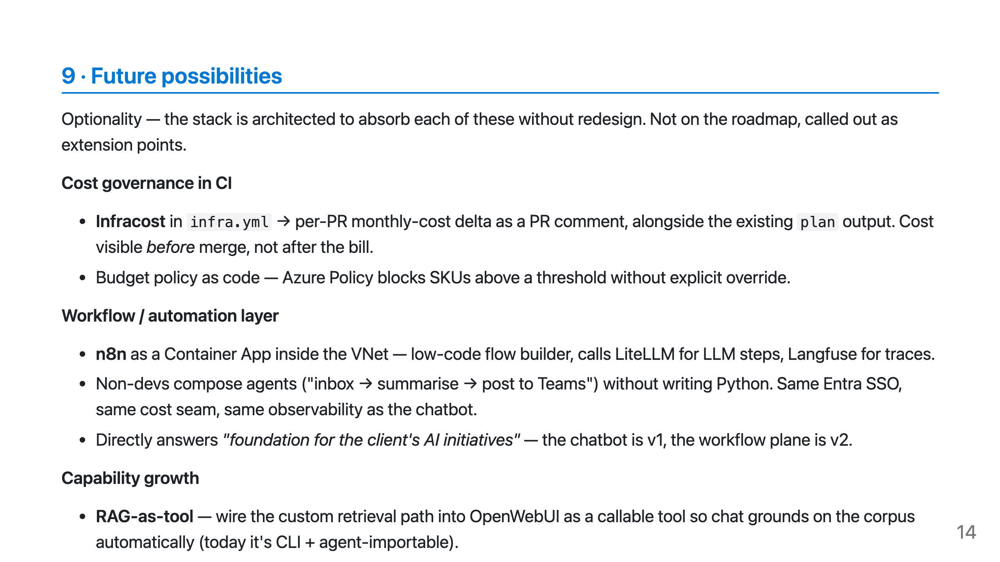 9 · Future possibilities
Optionality — the stack is architected to absorb each of these without redesign. Not on the roadmap, called out as
extension points.
Cost governance in CI
• Infracost in infra.yml → per-PR monthly-cost delta as a PR comment, alongside the existing plan output. Cost
visible before merge, not after the bill.
• Budget policy as code — Azure Policy blocks SKUs above a threshold without explicit override.
Workflow / automation layer
• n8n as a Container App inside the VNet — low-code flow builder, calls LiteLLM for LLM steps, Langfuse for traces.
• Non-devs compose agents ("inbox → summarise → post to Teams") without writing Python. Same Entra SSO,
same cost seam, same observability as the chatbot.
• Directly answers "foundation for the client's AI initiatives" — the chatbot is v1, the workflow plane is v2.
Capability growth
• RAG-as-tool — wire the custom retrieval path into OpenWebUI as a callable tool so chat grounds on the corpus
automatically (today it's CLI + agent-importable).
14